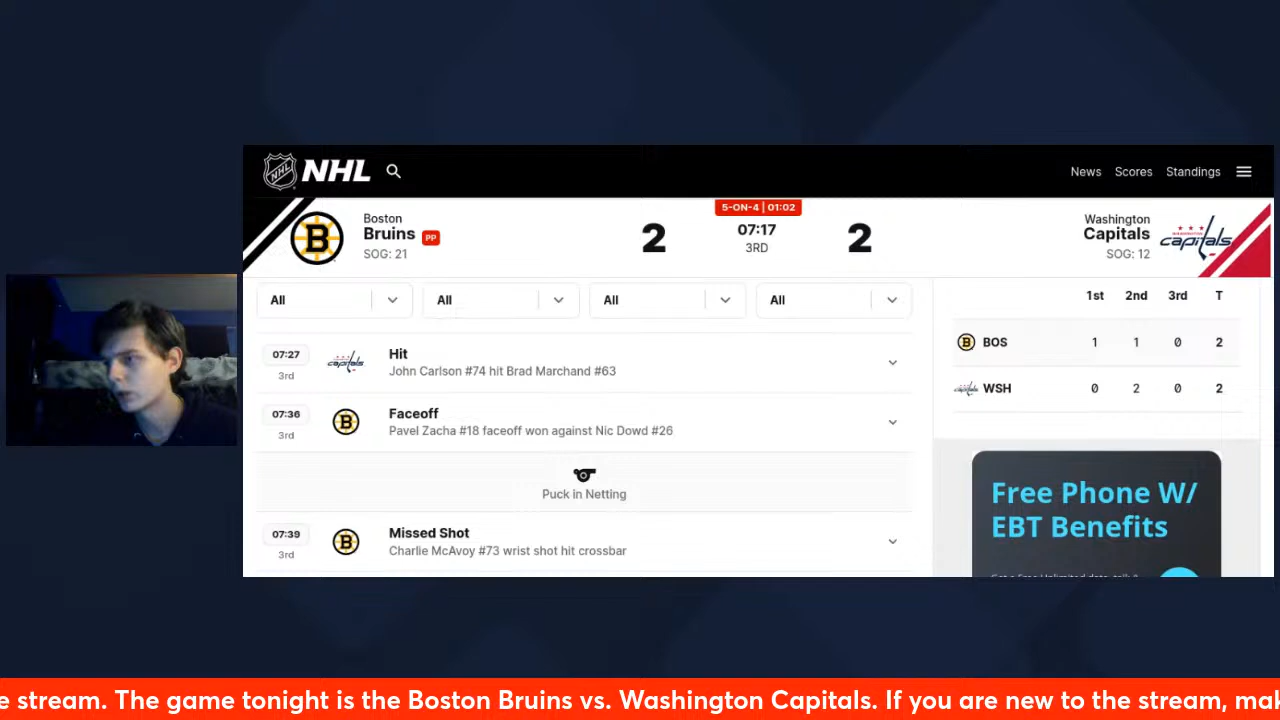 NHL
News Scores Standings
5-ON-4 | 01:02
Boston
Bruins PP
SOG: 21
2
07:17
3RD
2
Washington
Capitals
SOG: 12
capitals
All All All All
07:27
3rd
Hit
John Carlson #74 hit Brad Marchand #63
07:36
3rd
Faceoff
Pavel Zacha #18 faceoff won against Nic Dowd #26
Puck in Netting
07:39
3rd
Missed Shot
Charlie McAvoy #73 wrist shot hit crossbar
1st 2nd 3rd T
BOS 1 1 0 2
WSH 0 2 0 2
Free Phone W/
EBT Benefits
e stream. The game tonight is the Boston Bruins vs. Washington Capitals. If you are new to the stream, mak